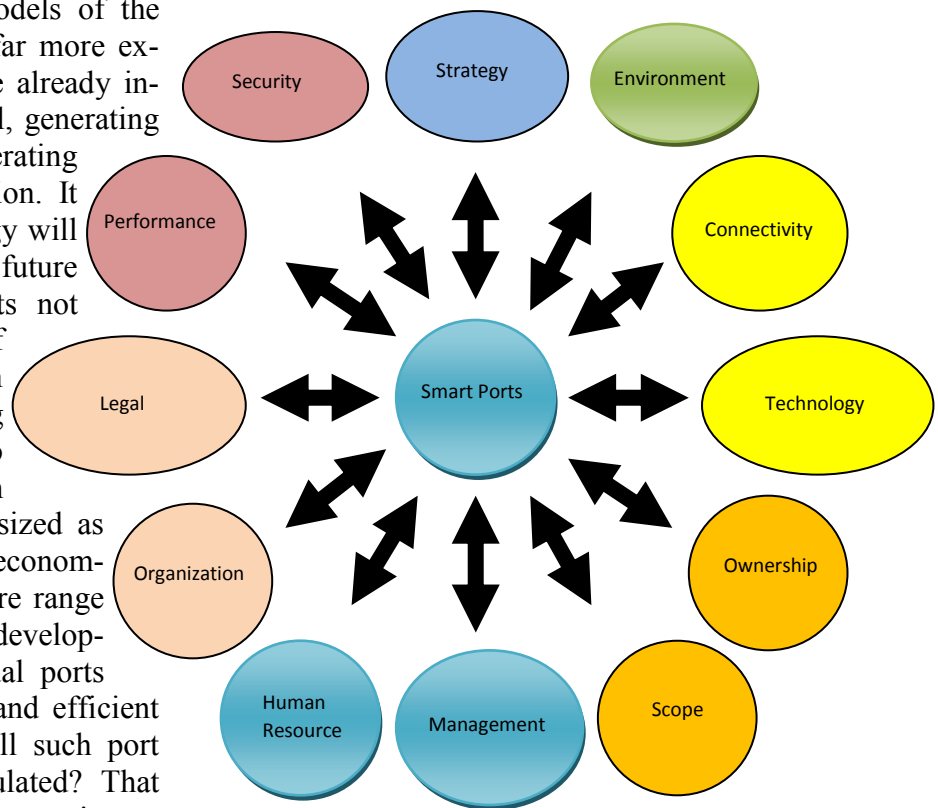 odels of the
far more ex-
e already in-
l, generating
erating
ion. It
gy will
future
ts not
f
sized as
econom-
re range
develop-
al ports
and efficient
ll such port
ulated? That
Security
Strategy
Environment
Performance
Connectivity
Smart Ports
Legal
Technology
Organization
Ownership
Human
Resource
Management
Scope